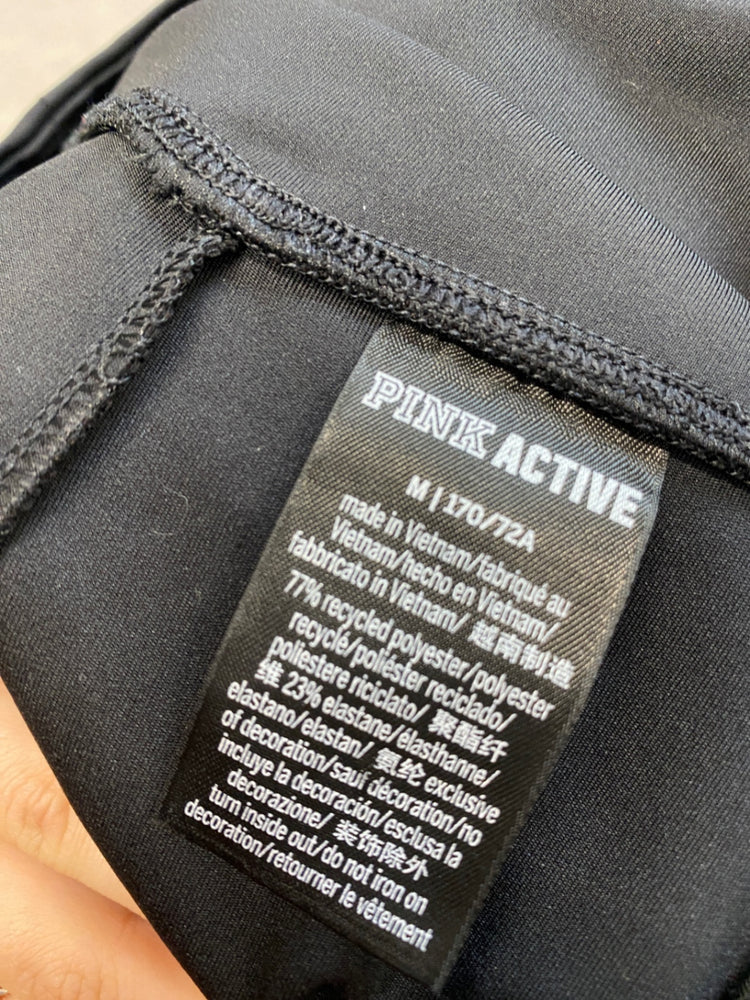 PINK ACTIVE
M | 170/72A
made in Vietnam/fabriqué au
Vietnam/hecho en Vietnam/
fabbricato in Vietnam/ 越南制造
77% recycled polyester/polyester
recyclé/poliéster reciclado/
poliestere riciclato/ 聚酯纤
维 23% elastane/élasthanne/
elastano/elastan/ 氨纶 exclusive
of decoration/sauf décoration/no
incluye la decoración/esclusa la
decorazione/ 装饰除外
turn inside out/do not iron on
decoration/retourner le vêtement